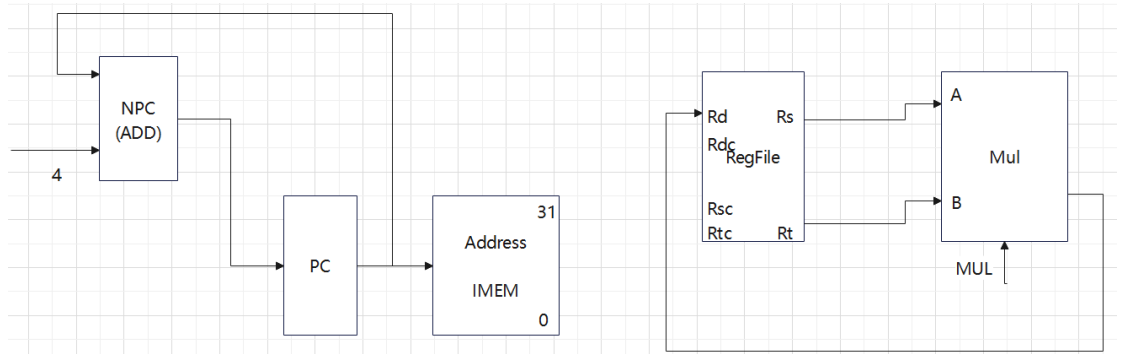 NPC
(ADD)
4
PC
31
Address
IMEM
0
Rd
Rs
Rdc
RegFile
Rsc
Rtc
Rt
A
Mul
B
MUL